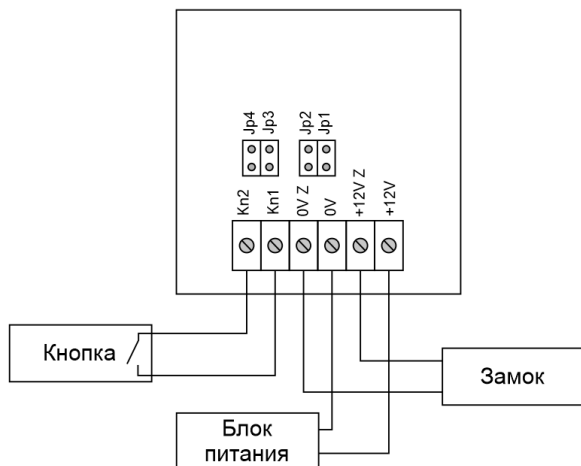 Jp4
Jp3
Jp2
Jp1
Kn2
Kn1
0V Z
0V
+12V Z
+12V
Кнопка
Замок
Блок
питания